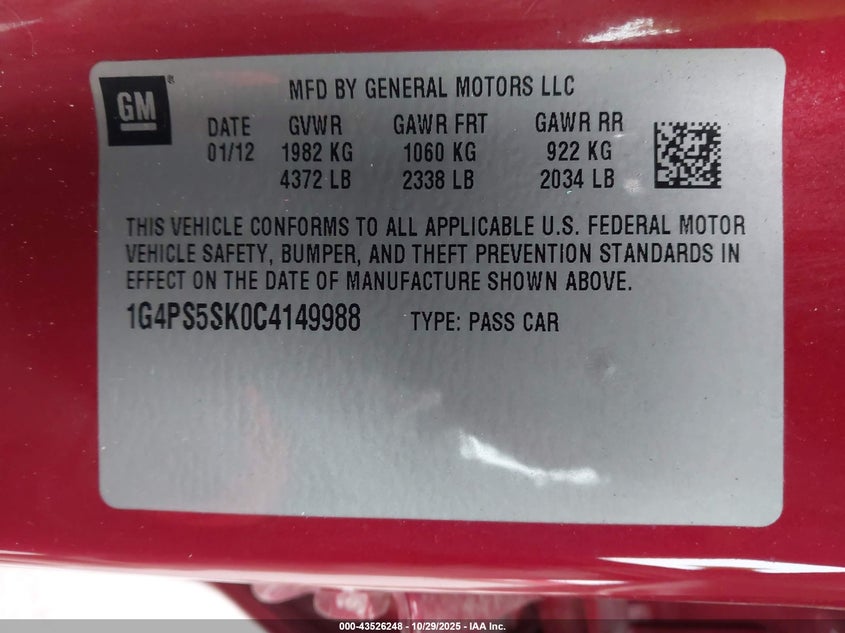 GM®
MFD BY GENERAL MOTORS LLC
DATE GVWR GAWR FRT GAWR RR
01/12 1982 KG 1060 KG 922 KG
4372 LB 2338 LB 2034 LB
THIS VEHICLE CONFORMS TO ALL APPLICABLE U.S. FEDERAL MOTOR
VEHICLE SAFETY, BUMPER, AND THEFT PREVENTION STANDARDS IN
EFFECT ON THE DATE OF MANUFACTURE SHOWN ABOVE.
1G4PS5SK0C4149988 TYPE: PASS CAR
000-43526248 - 10/29/2025 - IAA Inc.